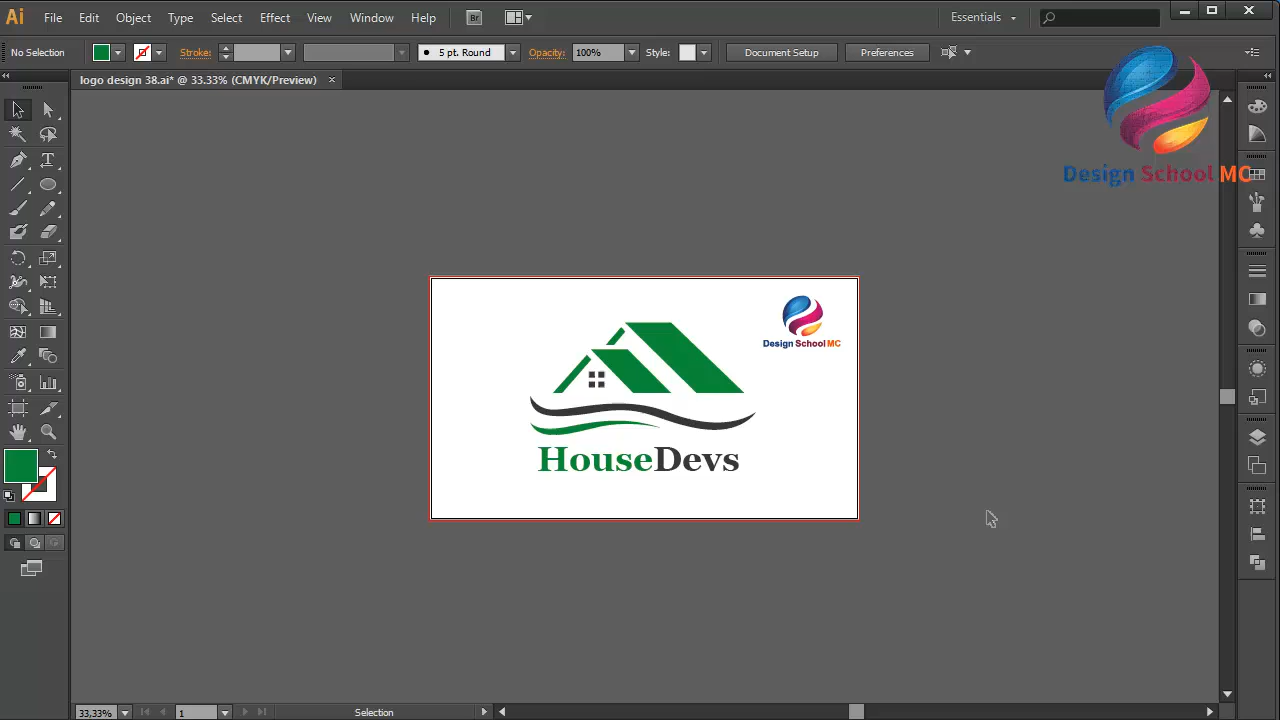 Ai File Edit Object Type Select Effect View Window Help Br Essentials
No Selection Stroke: 5 pt. Round Opacity: 100% Style: Document Setup Preferences
logo design 38.ai* @ 33.33% (CMYK/Preview) ×
Design School MC
Design School MC
HouseDevs
33,33% 1 Selection